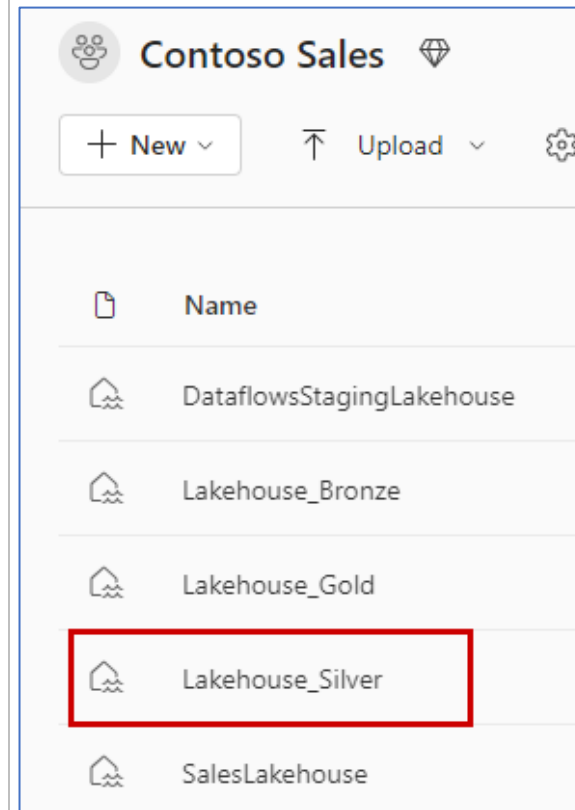 Contoso Sales
New
Upload
Name
DataflowsStagingLakehouse
Lakehouse_Bronze
Lakehouse_Gold
Lakehouse_Silver
SalesLakehouse